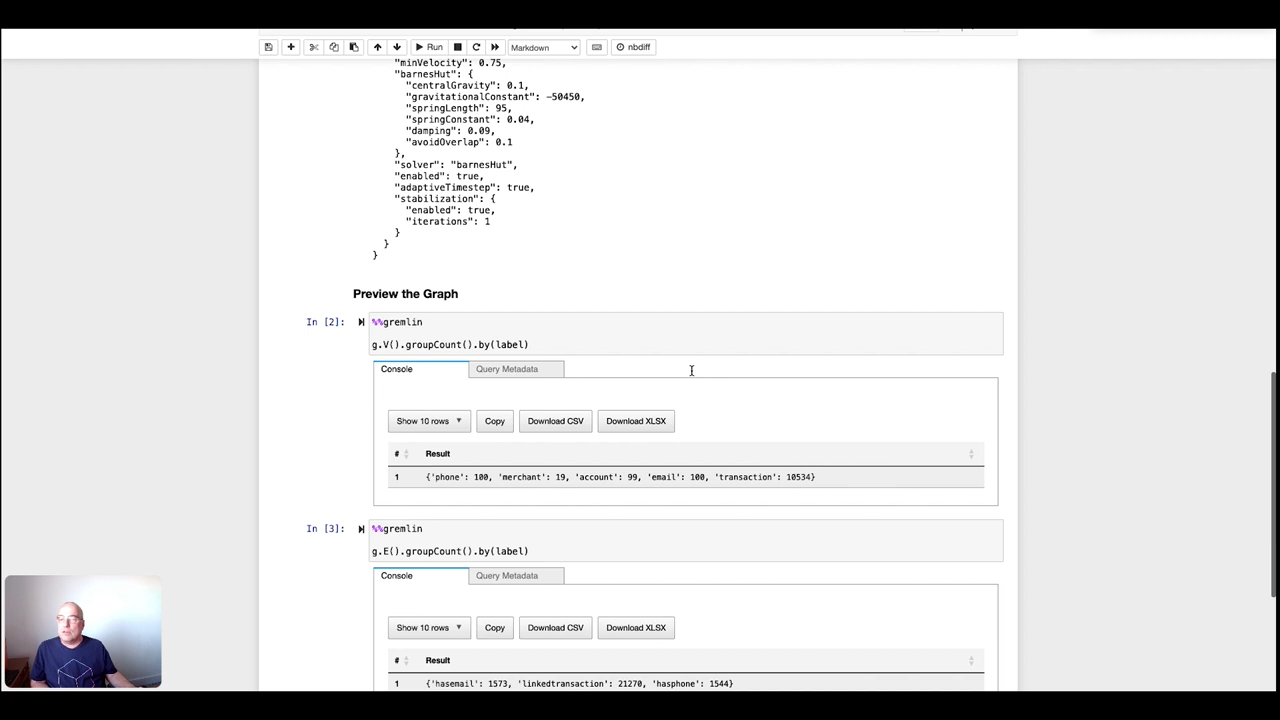 Run
Markdown
nbdiff
"minVelocity": 0.75,
"barnesHut": {
"centralGravity": 0.1,
"gravitationalConstant": -50450,
"springLength": 95,
"springConstant": 0.04,
"damping": 0.09,
"avoidOverlap": 0.1
},
"solver": "barnesHut",
"enabled": true,
"adaptiveTimestep": true,
"stabilization": {
"enabled": true,
"iterations": 1
}
}
}
Preview the Graph
In [2]:
%%gremlin
g.V().groupCount().by(label)
Console Query Metadata
Show 10 rows Copy Download CSV Download XLSX
# Result
1 {'phone': 100, 'merchant': 19, 'account': 99, 'email': 100, 'transaction': 10534}
In [3]:
%%gremlin
g.E().groupCount().by(label)
Console Query Metadata
Show 10 rows Copy Download CSV Download XLSX
# Result
1 {'hasemail': 1573, 'linkedtransaction': 21270, 'hasphone': 1544}